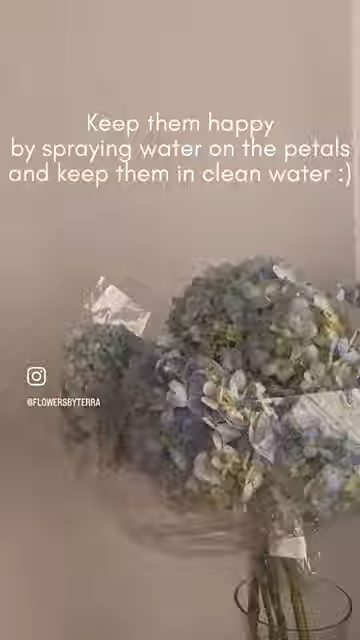 Keep them happy
by spraying water on the petals
and keep them in clean water :)
@FLOWERSBYTERRA